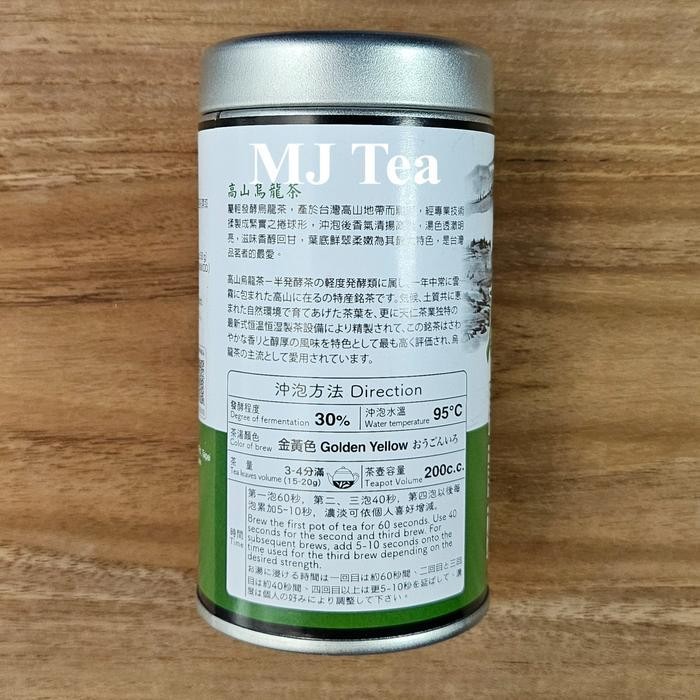 MJ Tea
高山烏龍茶
屬輕發酵烏龍茶,產於台灣高山地帶而,經專業技術
揉製成緊實之捲球形,沖泡後香氣清揚,湯色透澈明
亮,滋味香醇回甘,葉底鮮翠柔嫩為其最大特色,是台灣
品茗者的最愛。
高山烏龍茶-半発酵茶の軽度発酵類に属し、一年中常に雲
霧に包まれた高山に在るの特産銘茶です。気候、土質共に恵
まれた自然環境で育てあげた茶葉を、更に天仁茶業独特の
最新式恒温恒湿製茶設備により精製されて、この銘茶はさわ
やかな香りと醇厚の風味を特色として最も高く評価され、烏
龍茶の主流として愛用されています。
沖泡方法 Direction
發酵程度 Degree of fermentation 30%
沖泡水溫 Water temperature 95°C
茶湯顏色 Color of brew 金黃色 Golden Yellow おうごんいろ
茶 量 Tea leaves volume 3-4分滿 (15-20g)
茶壺容量 Teapot Volume 200c.c.
時間 Time
第一泡60秒,第二、三泡40秒,第四泡以後每
泡累加5-10秒,濃淡可依個人喜好增減。
Brew the first pot of tea for 60 seconds. Use 40
seconds for the second and third brew. For
subsequent brews, add 5-10 seconds onto the
time used for the third brew depending on the
desired strength.
お湯に浸ける時間は一回目は約60秒間、二回目と三回
目は約40秒間、四回目以上は更5-10秒を延ばして、濃
度は個人の好みにより調整して下さい。